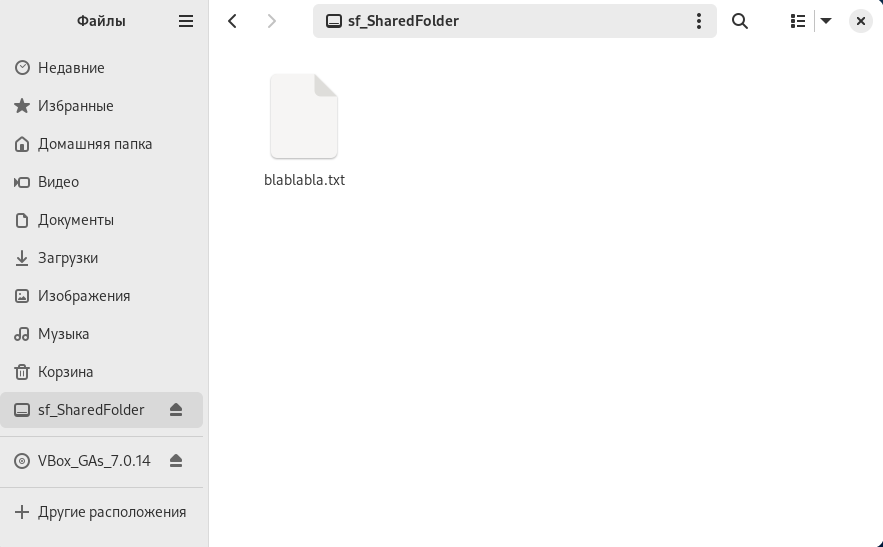 Файлы
sf_SharedFolder
Недавние
Избранные
Домашняя папка
Видео
Документы
Загрузки
Изображения
Музыка
Корзина
sf_SharedFolder
VBox_GAs_7.0.14
Другие расположения
blablabla.txt